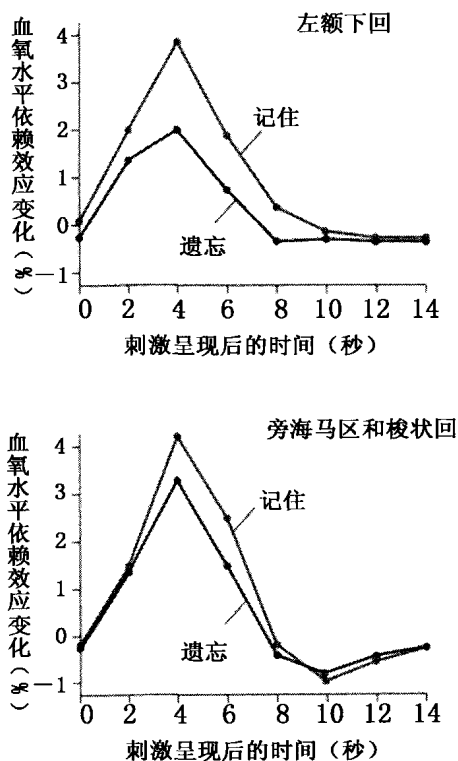 左额下回
血氧水平依赖效应变化(%)
4
3
2
1
0
—1
记住
遗忘
0 2 4 6 8 10 12 14
刺激呈现后的时间(秒)
旁海马区和梭状回
血氧水平依赖效应变化(%)
4
3
2
1
0
—1
记住
遗忘
0 2 4 6 8 10 12 14
刺激呈现后的时间(秒)